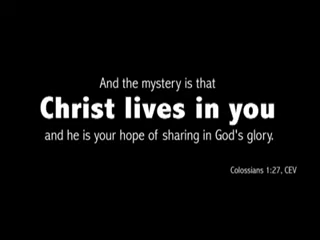 And the mystery is that
Christ lives in you
and he is your hope of sharing in God's glory.
Colossians 1:27, CEV